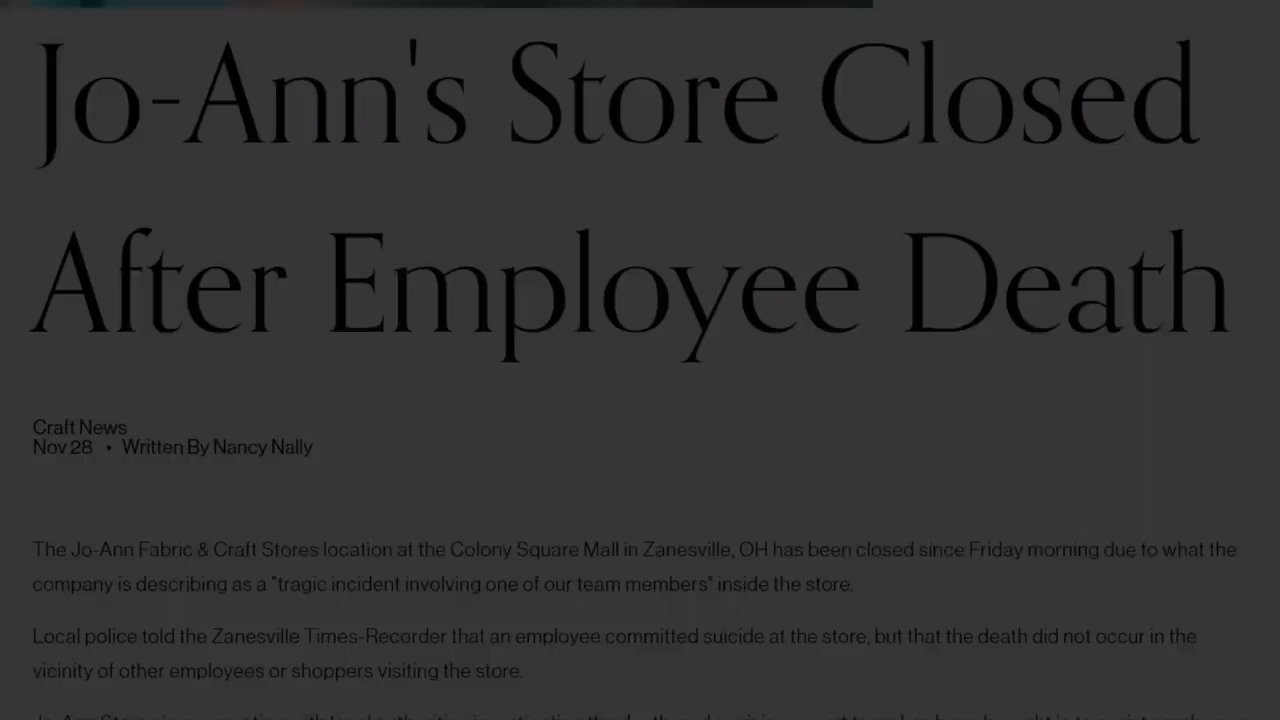 Jo-Ann's Store Closed
After Employee Death
Craft News
Nov 28 • Written By Nancy Nally
The Jo-Ann Fabric & Craft Stores location at the Colony Square Mall in Zanesville, OH has been closed since Friday morning due to what the
company is describing as a "tragic incident involving one of our team members" inside the store.
Local police told the Zanesville Times-Recorder that an employee committed suicide at the store, but that the death did not occur in the
vicinity of other employees or shoppers visiting the store.